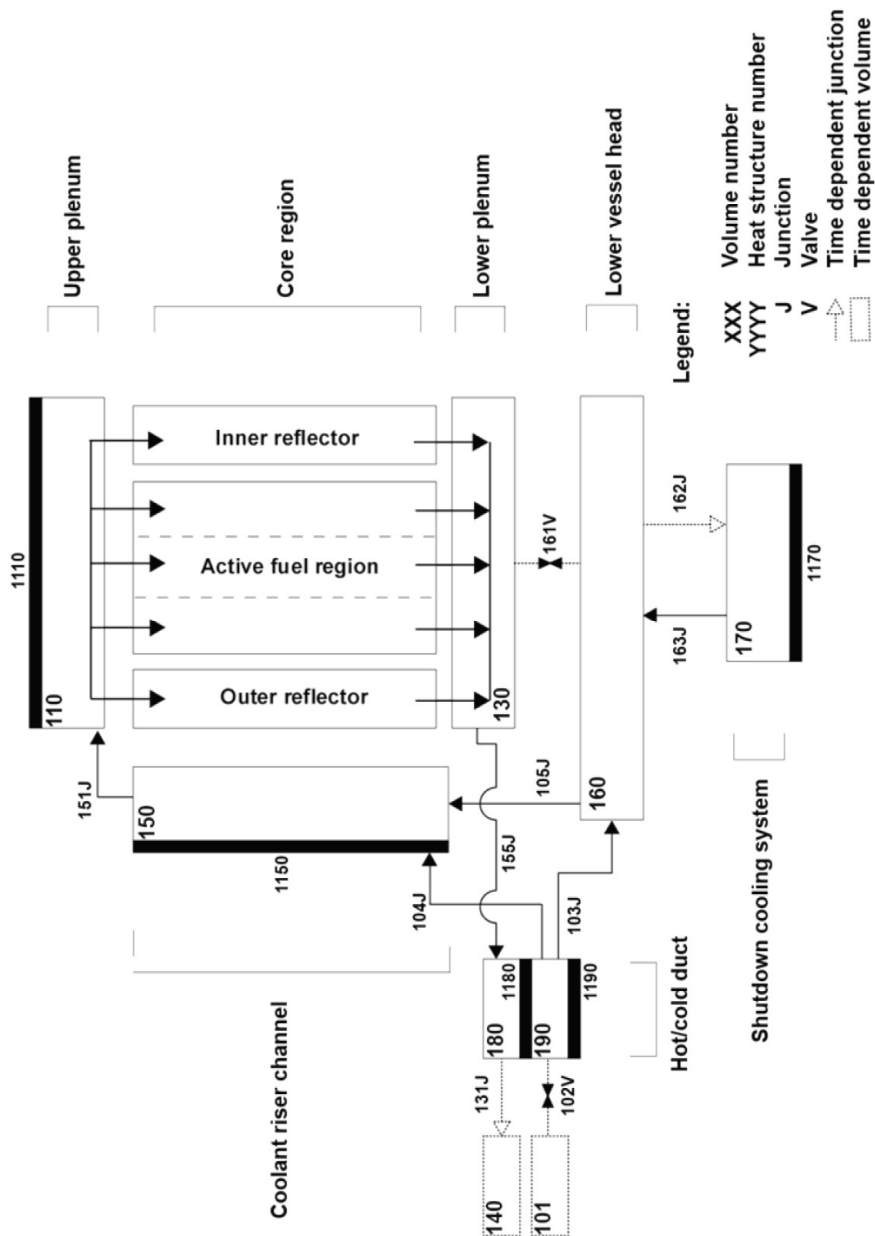 1110
110
Upper plenum
151J
150
1150
Coolant riser channel
Inner reflector
Active fuel region
Outer reflector
Core region
130
Lower plenum
155J
105J
104J
103J
161V
160
Lower vessel head
180
1180
190
1190
131J
102V
140
101
Hot/cold duct
163J
162J
170
1170
Shutdown cooling system
Legend:
XXX Volume number
YYYY Heat structure number
J Junction
V Valve
Time dependent junction
Time dependent volume